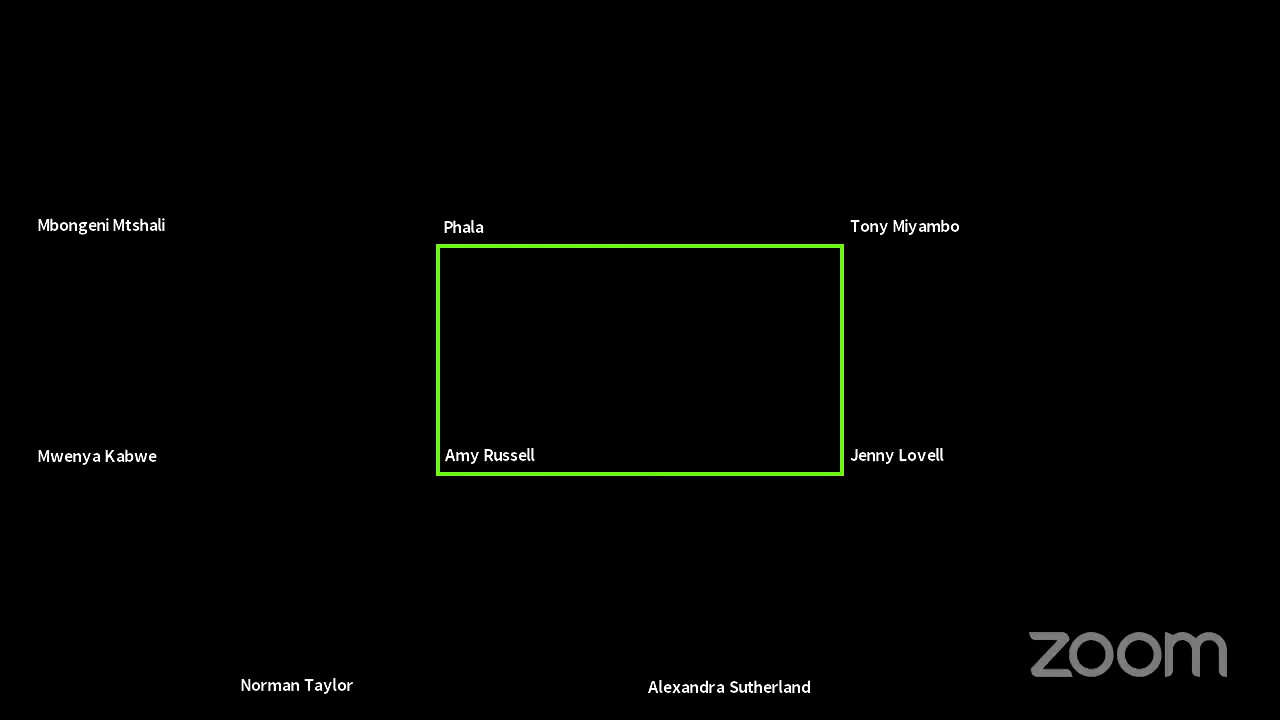 Mbongeni Mtshali
Phala
Tony Miyambo
Mwenya Kabwe
Amy Russell
Jenny Lovell
Norman Taylor
Alexandra Sutherland
zoom